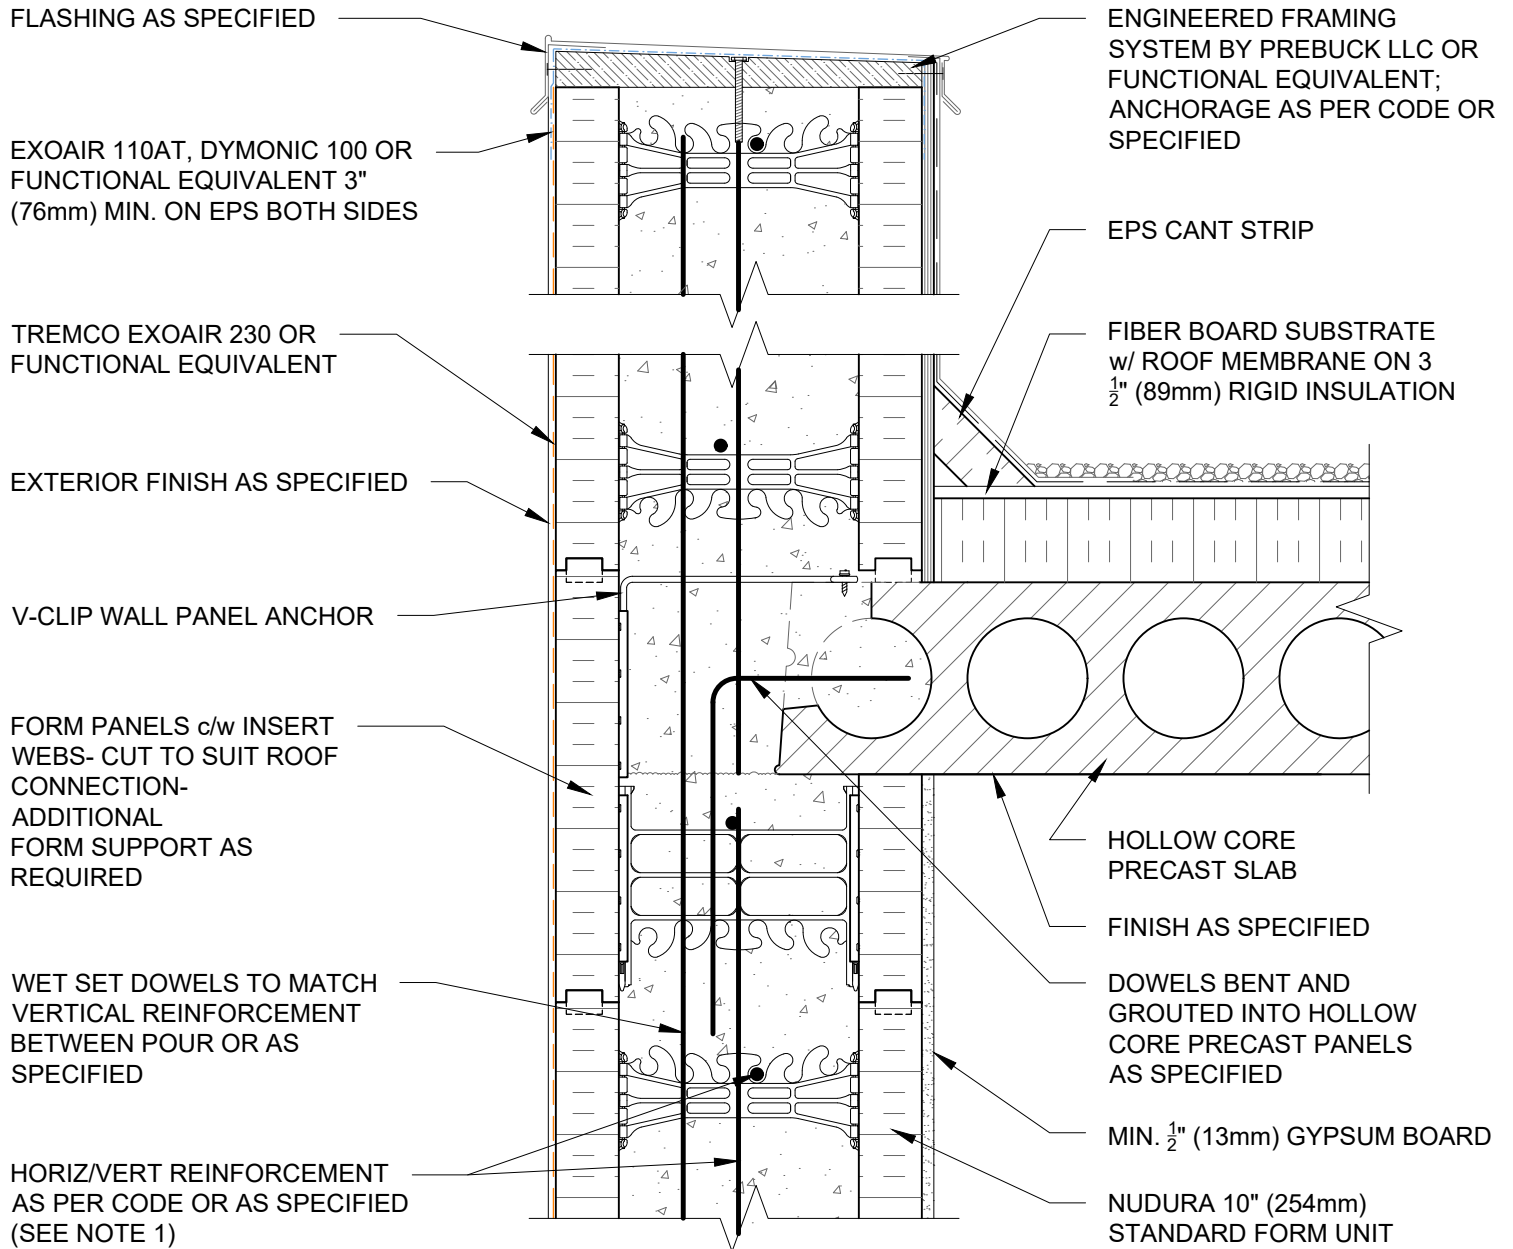 FLASHING AS SPECIFIED
EXOAIR 110AT, DYMONIC 100 OR
FUNCTIONAL EQUIVALENT 3"
(76mm) MIN. ON EPS BOTH SIDES
TREMCO EXOAIR 230 OR
FUNCTIONAL EQUIVALENT
EXTERIOR FINISH AS SPECIFIED
V-CLIP WALL PANEL ANCHOR
FORM PANELS c/w INSERT
WEBS- CUT TO SUIT ROOF
CONNECTION-
ADDITIONAL
FORM SUPPORT AS
REQUIRED
WET SET DOWELS TO MATCH
VERTICAL REINFORCEMENT
BETWEEN POUR OR AS
SPECIFIED
HORIZ/VERT REINFORCEMENT
AS PER CODE OR AS SPECIFIED
(SEE NOTE 1)
ENGINEERED FRAMING
SYSTEM BY PREBUCK LLC OR
FUNCTIONAL EQUIVALENT;
ANCHORAGE AS PER CODE OR
SPECIFIED
EPS CANT STRIP
FIBER BOARD SUBSTRATE
w/ ROOF MEMBRANE ON 3
1/2" (89mm) RIGID INSULATION
HOLLOW CORE
PRECAST SLAB
FINISH AS SPECIFIED
DOWELS BENT AND
GROUTED INTO HOLLOW
CORE PRECAST PANELS
AS SPECIFIED
MIN. 1/2" (13mm) GYPSUM BOARD
NUDURA 10" (254mm)
STANDARD FORM UNIT